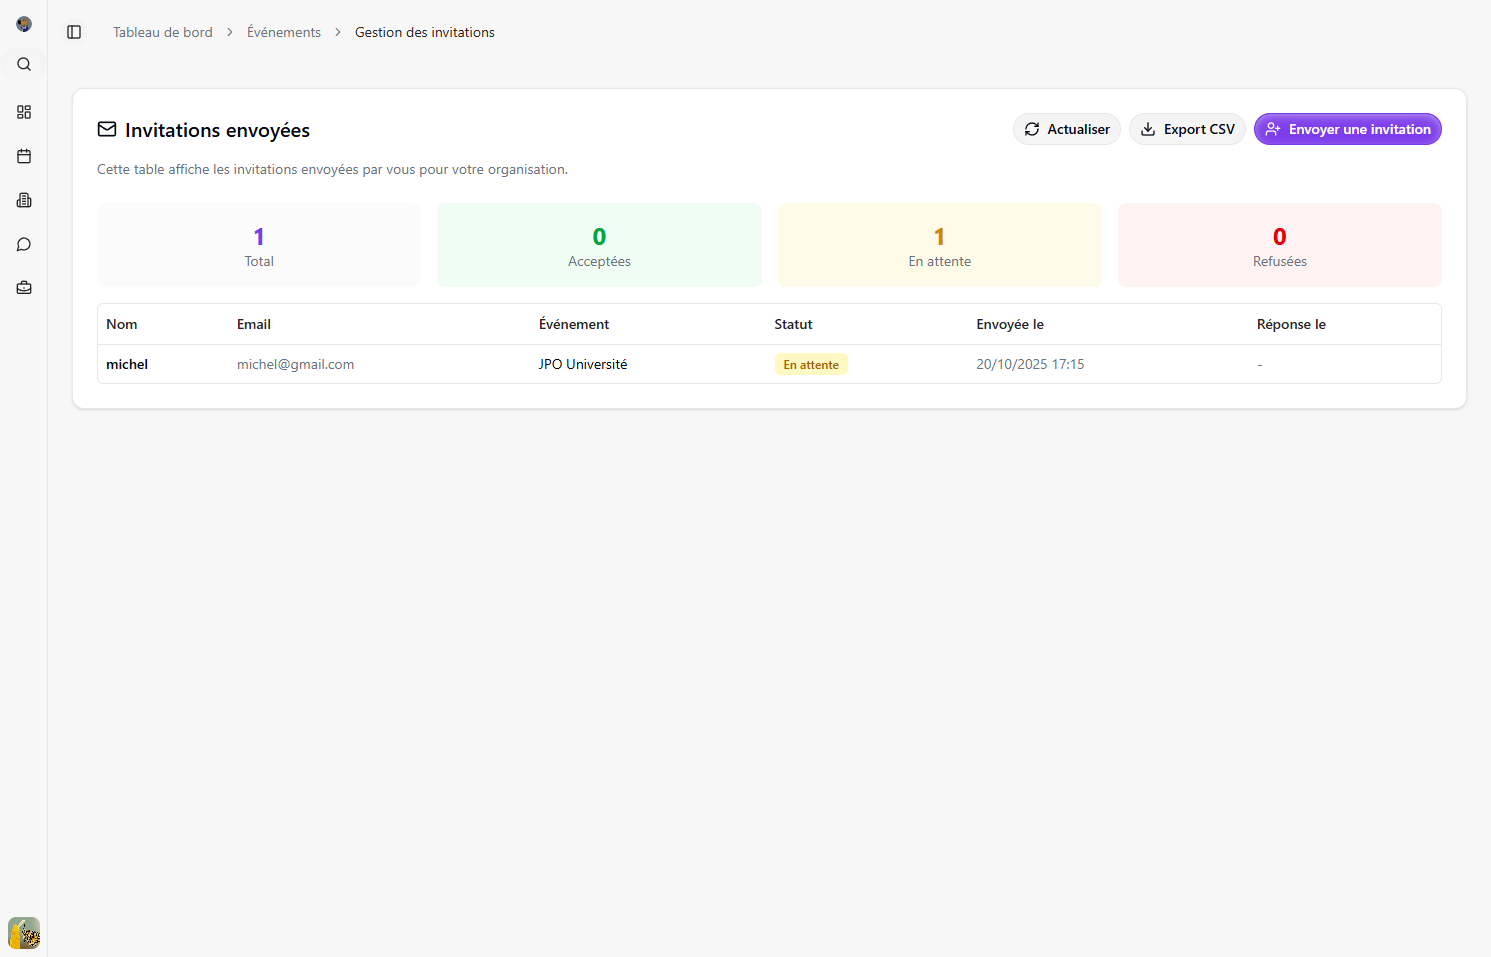 Tableau de bord > Événements > Gestion des invitations
Invitations envoyées
Actualiser
Export CSV
Envoyer une invitation
Cette table affiche les invitations envoyées par vous pour votre organisation.
1
Total
0
Acceptées
1
En attente
0
Refusées
Nom Email Événement Statut Envoyée le Réponse le
michel michel@gmail.com JPO Université En attente 20/10/2025 17:15 -